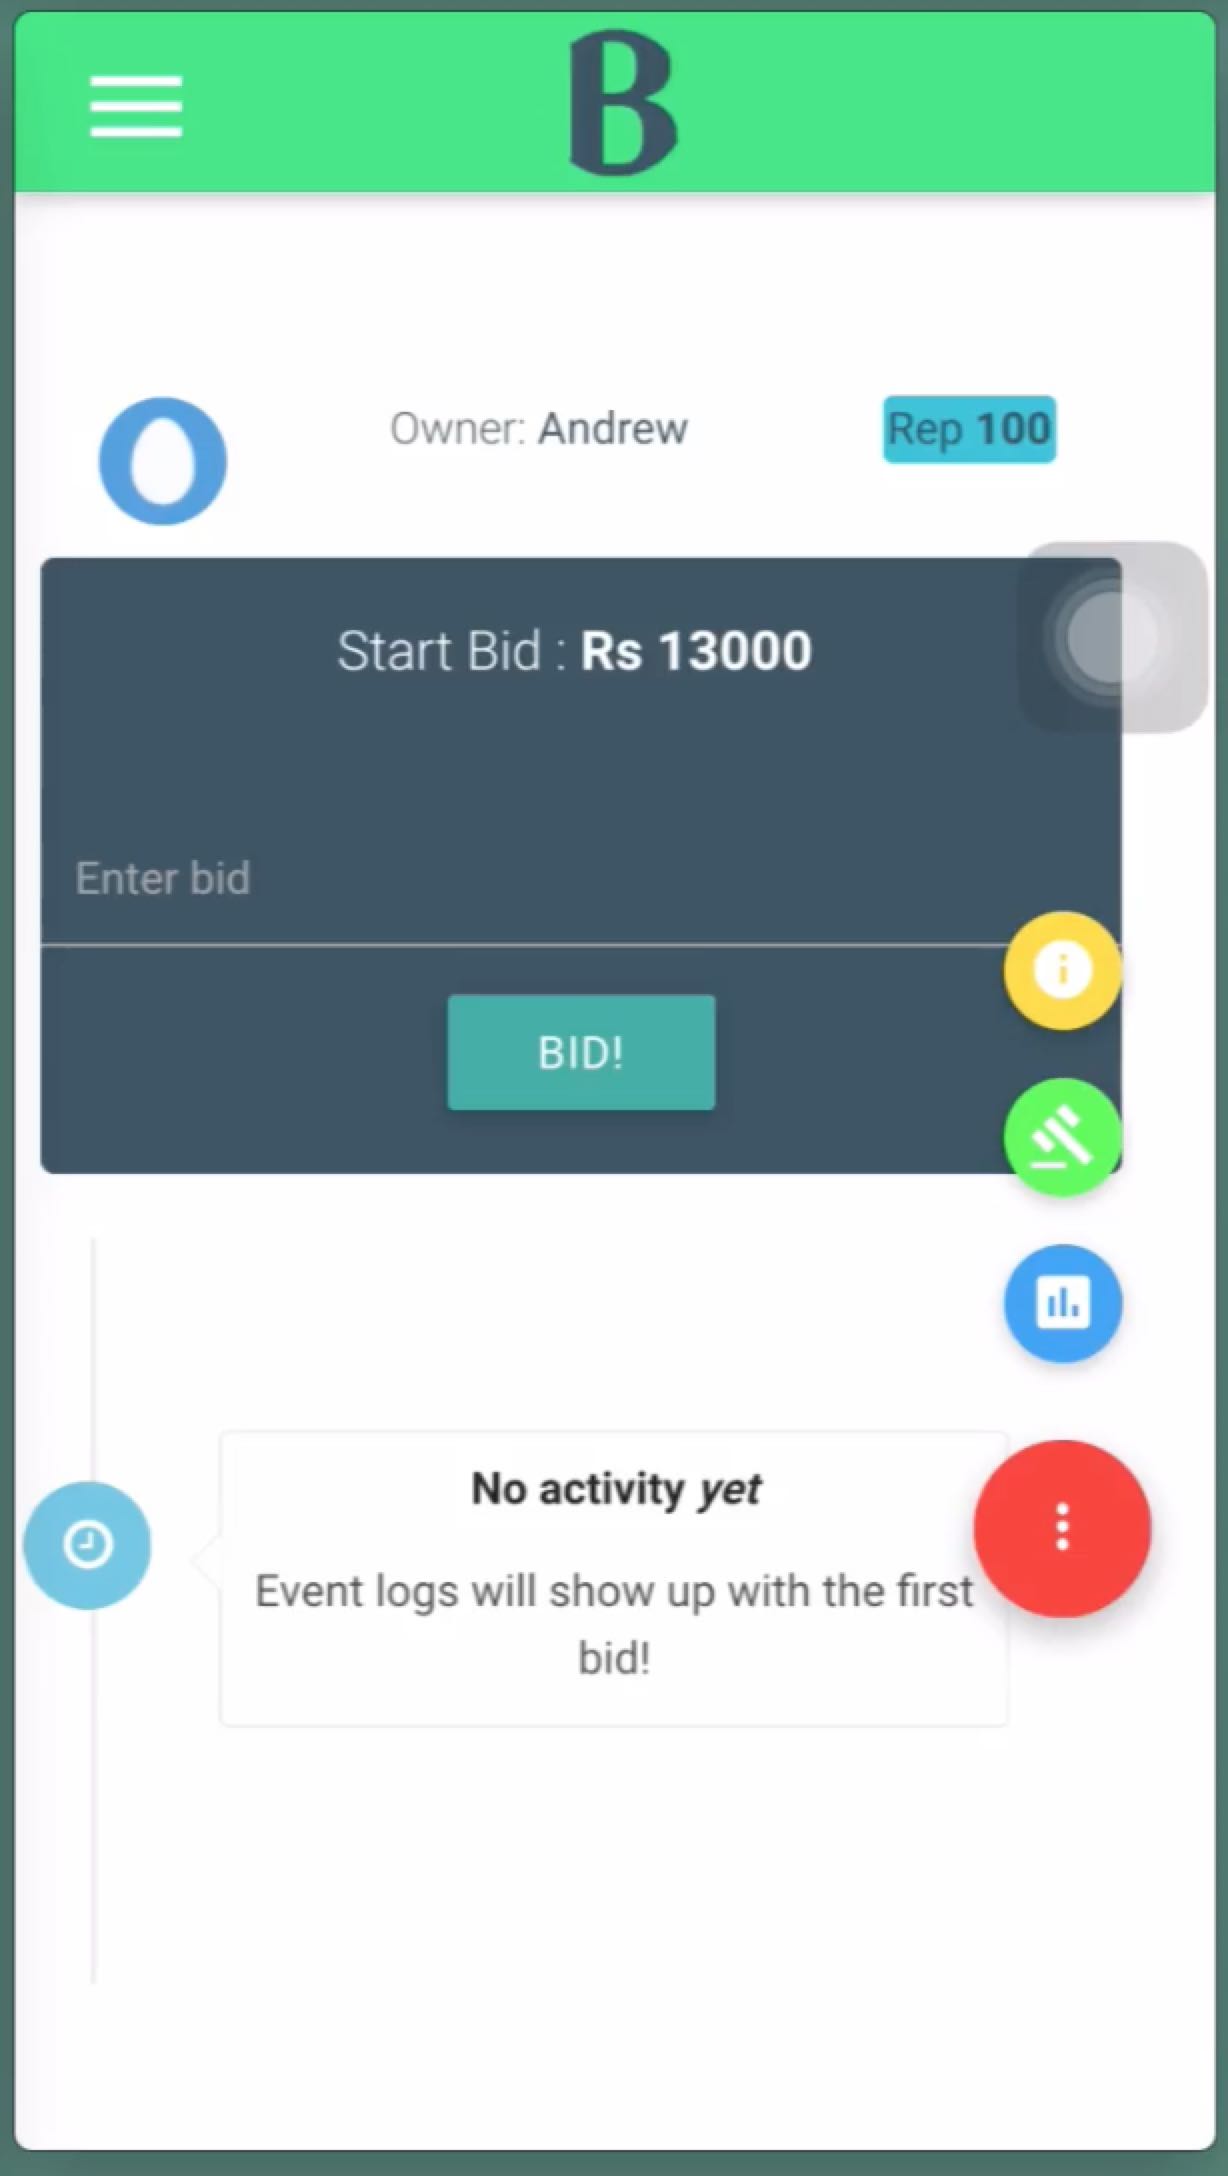 B
Owner: Andrew
Rep 100
Start Bid : Rs 13000
Enter bid
BID!
No activity yet
Event logs will show up with the first
bid!